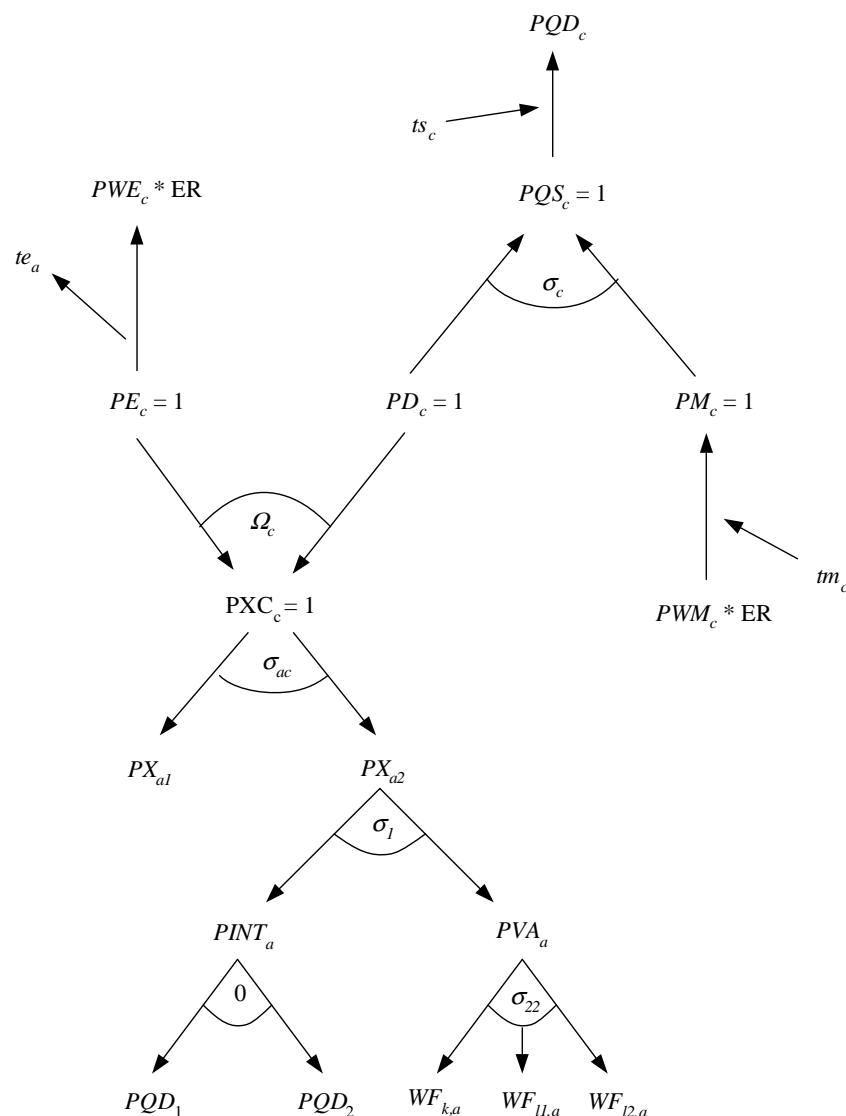 PQD_c
ts_c
PWE_c * ER
PQS_c = 1
te_a
σ_c
PE_c = 1
PD_c = 1
PM_c = 1
Ω_c
tm_c
PXC_c = 1
PWM_c * ER
σ_ac
PX_a1
PX_a2
σ_1
PINT_a
PVA_a
0
σ_22
PQD_1
PQD_2
WF_k,a
WF_l1,a
WF_l2,a